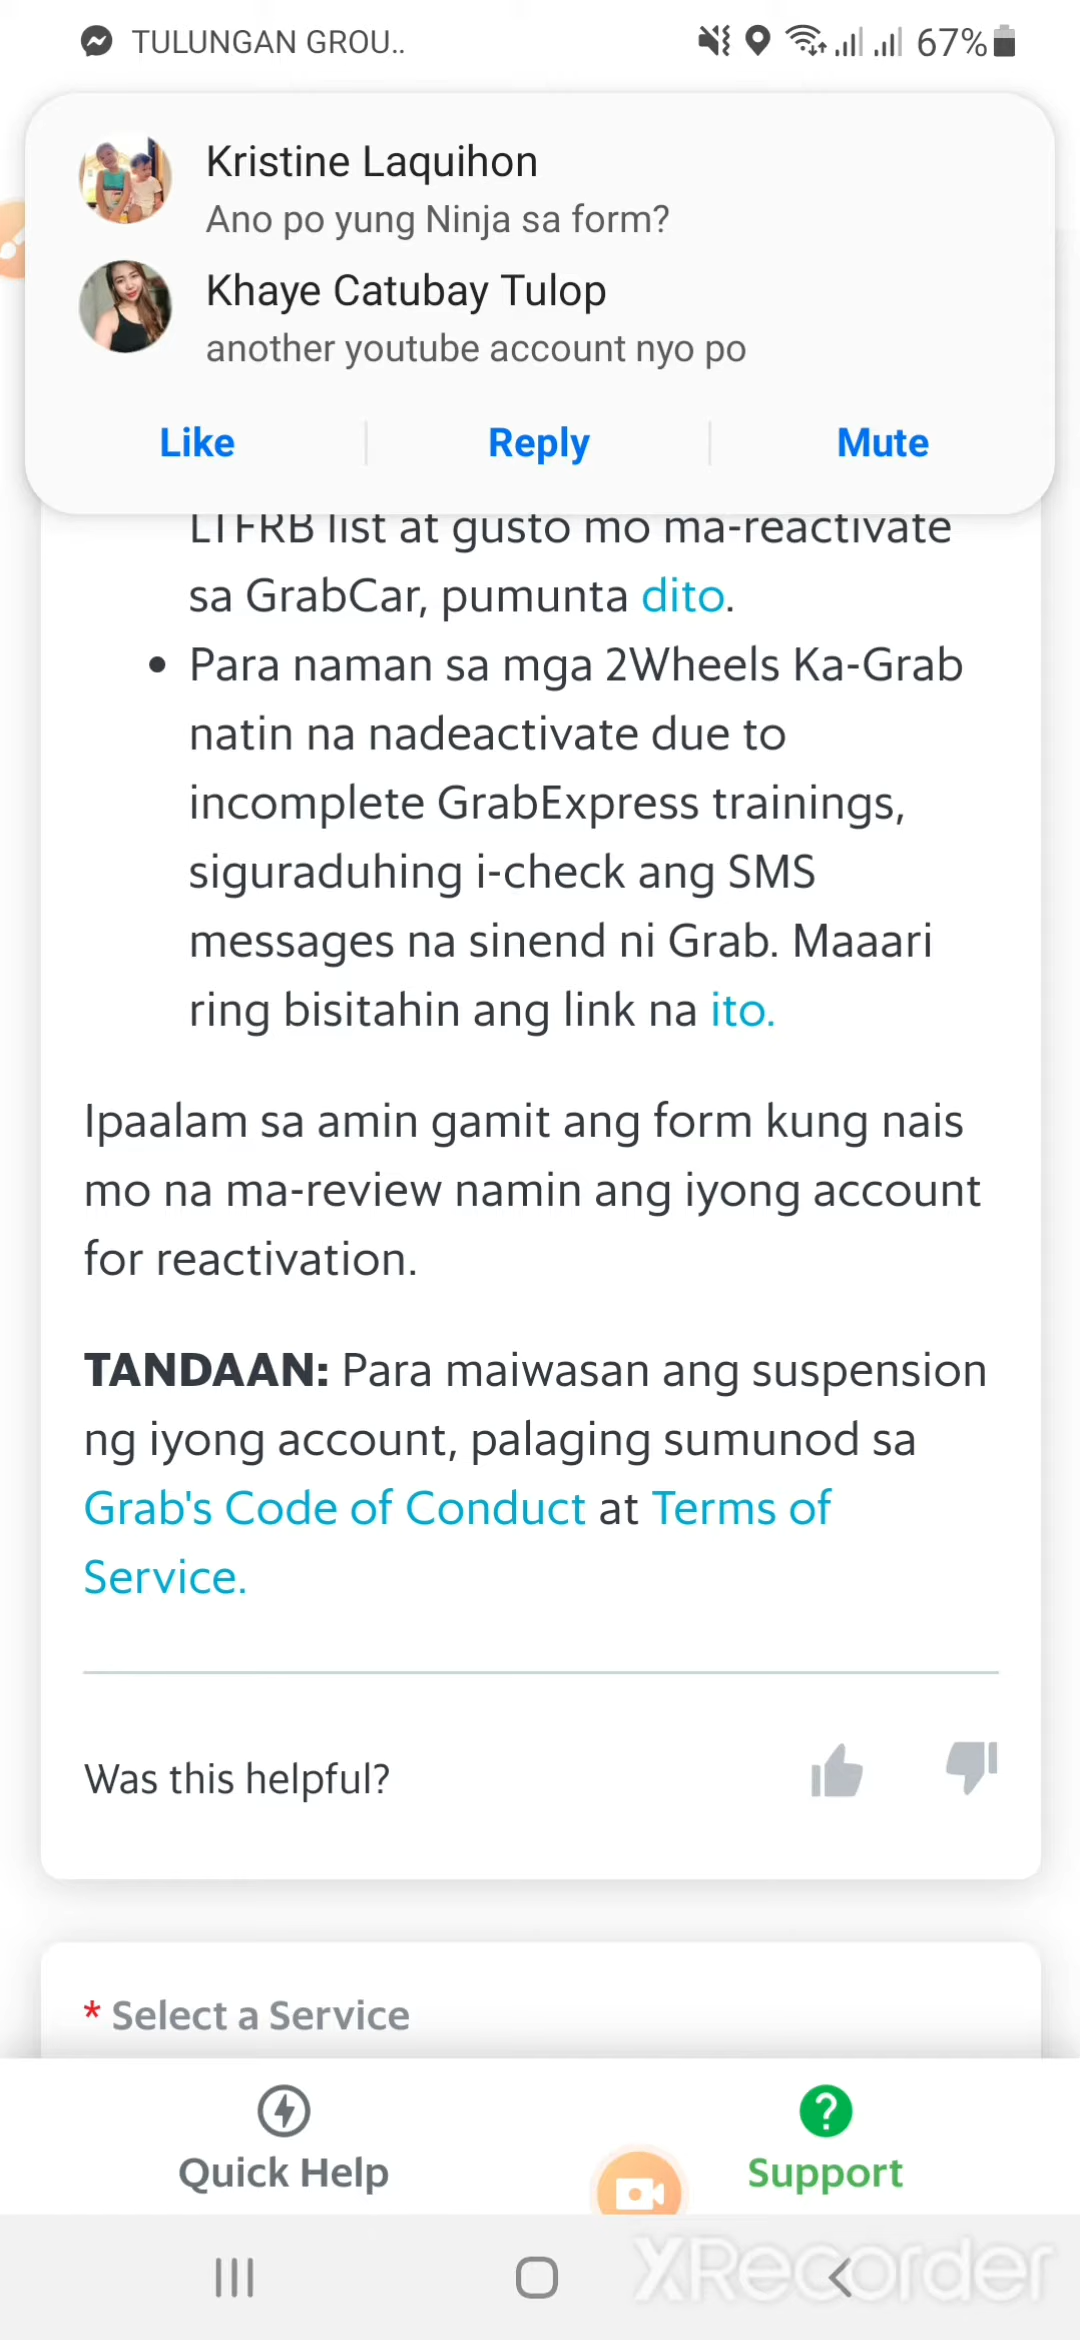 TULUNGAN GROU..
67%
Kristine Laquihon
Ano po yung Ninja sa form?
Khaye Catubay Tulop
another youtube account nyo po
Like
Reply
Mute
LTFRB list at gusto mo ma-reactivate
sa GrabCar, pumunta dito.
• Para naman sa mga 2Wheels Ka-Grab
natin na nadeactivate due to
incomplete GrabExpress trainings,
siguraduhing i-check ang SMS
messages na sinend ni Grab. Maaari
ring bisitahin ang link na ito.
Ipaalam sa amin gamit ang form kung nais
mo na ma-review namin ang iyong account
for reactivation.
TANDAAN: Para maiwasan ang suspension
ng iyong account, palaging sumunod sa
Grab's Code of Conduct at Terms of
Service.
Was this helpful?
* Select a Service
Quick Help
Support
XRecorder